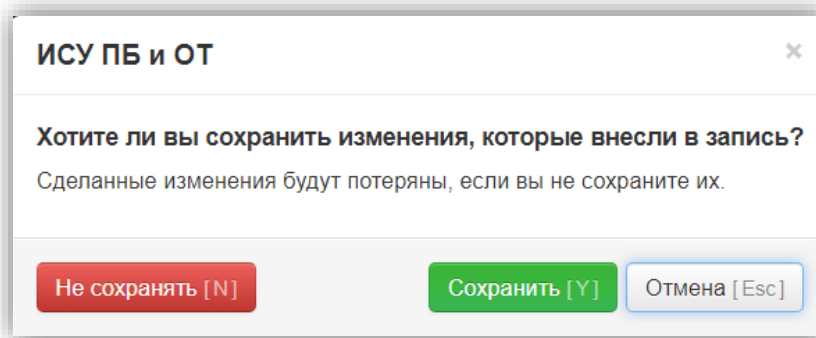 ИСУ ПБ и ОТ ×
Хотите ли вы сохранить изменения, которые внесли в запись?
Сделанные изменения будут потеряны, если вы не сохраните их.
Не сохранять [N] Сохранить [Y] Отмена [Esc]